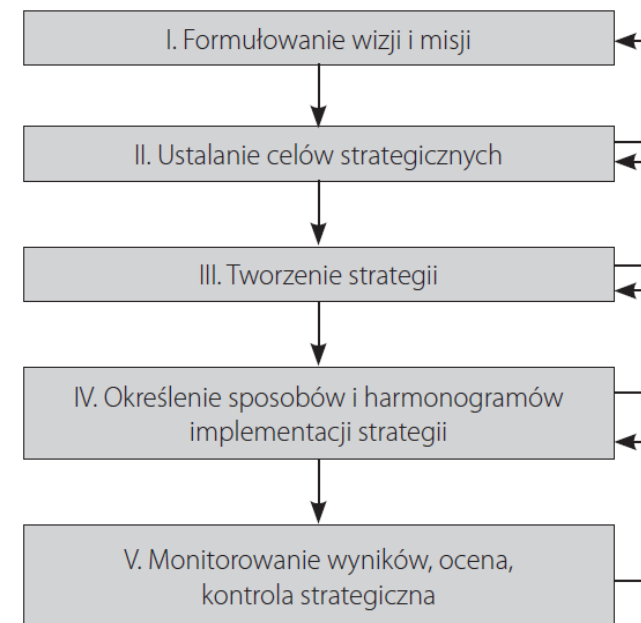 I. Formułowanie wizji i misji
II. Ustalanie celów strategicznych
III. Tworzenie strategii
IV. Określenie sposobów i harmonogramów
implementacji strategii
V. Monitorowanie wyników, ocena,
kontrola strategiczna